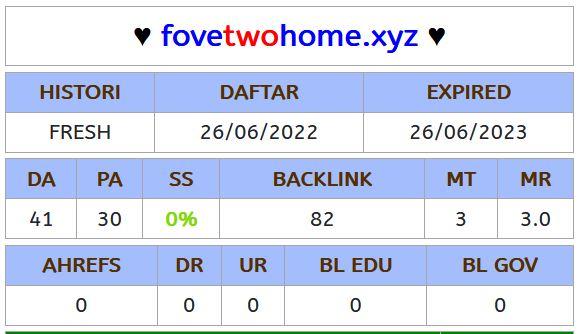 ♥ fovetwohome.xyz ♥
HISTORI DAFTAR EXPIRED
FRESH 26/06/2022 26/06/2023
DA PA SS BACKLINK MT MR
41 30 0% 82 3 3.0
AHREFS DR UR BL EDU BL GOV
0 0 0 0 0